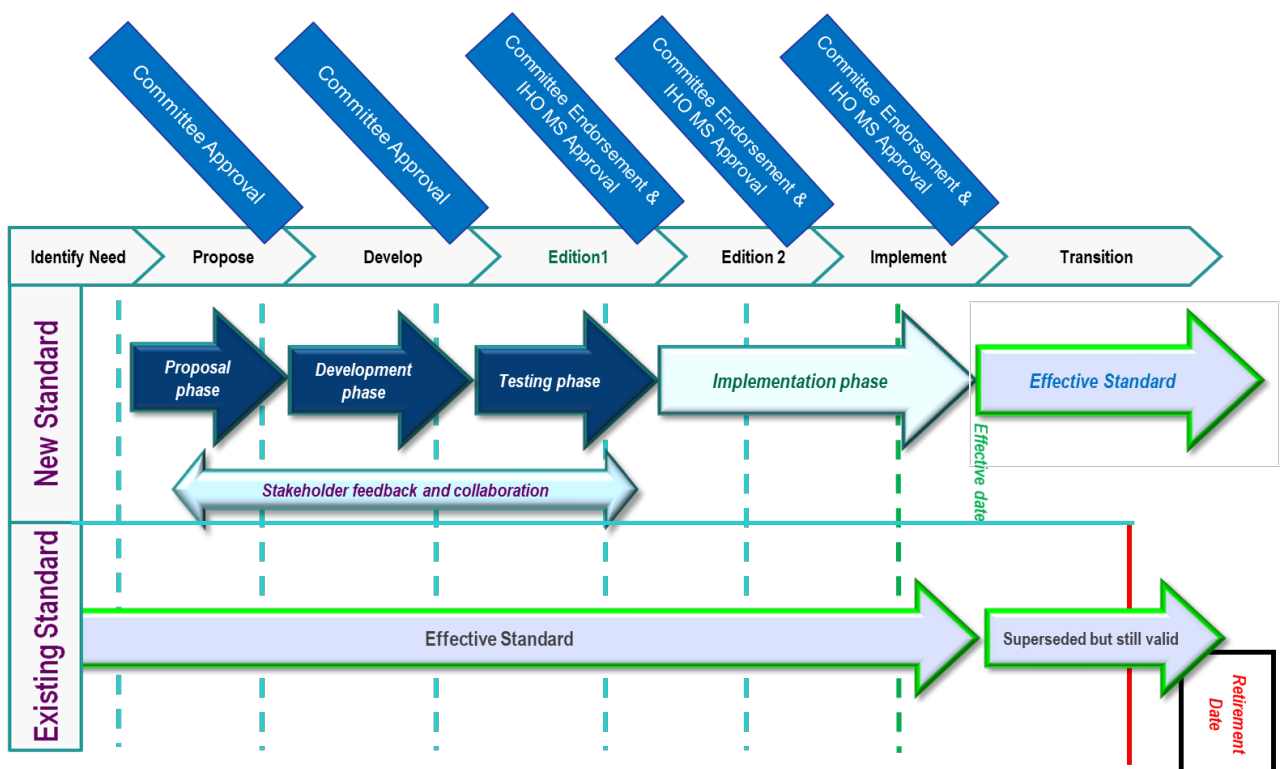 Committee Approval
Committee Approval
Committee Endorsement &
IHO MS Approval
Committee Endorsement &
IHO MS Approval
Committee Endorsement &
IHO MS Approval
Identify Need
Propose
Develop
Edition1
Edition 2
Implement
Transition
New Standard
Proposal
phase
Development
phase
Testing phase
Implementation phase
Effective Standard
Effective date
Stakeholder feedback and collaboration
Existing Standard
Effective Standard
Superseded but still valid
Retirement
Date